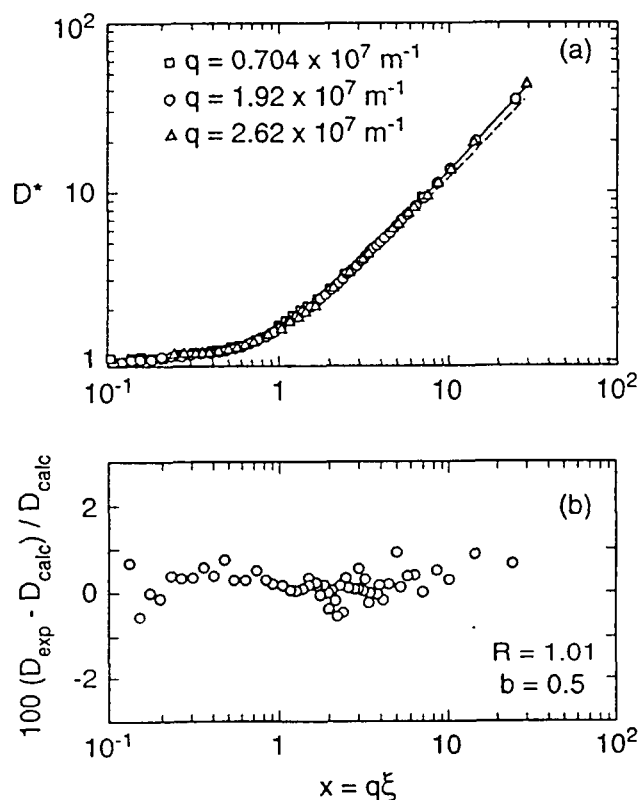 10²
(a)
□ q = 0.704 x 10⁷ m⁻¹
○ q = 1.92 x 10⁷ m⁻¹
△ q = 2.62 x 10⁷ m⁻¹
D*
10
1
10⁻¹ 1 10 10²
100 (D_exp - D_calc) / D_calc
(b)
2
0
-2
R = 1.01
b = 0.5
10⁻¹ 1 10 10²
x = qξ